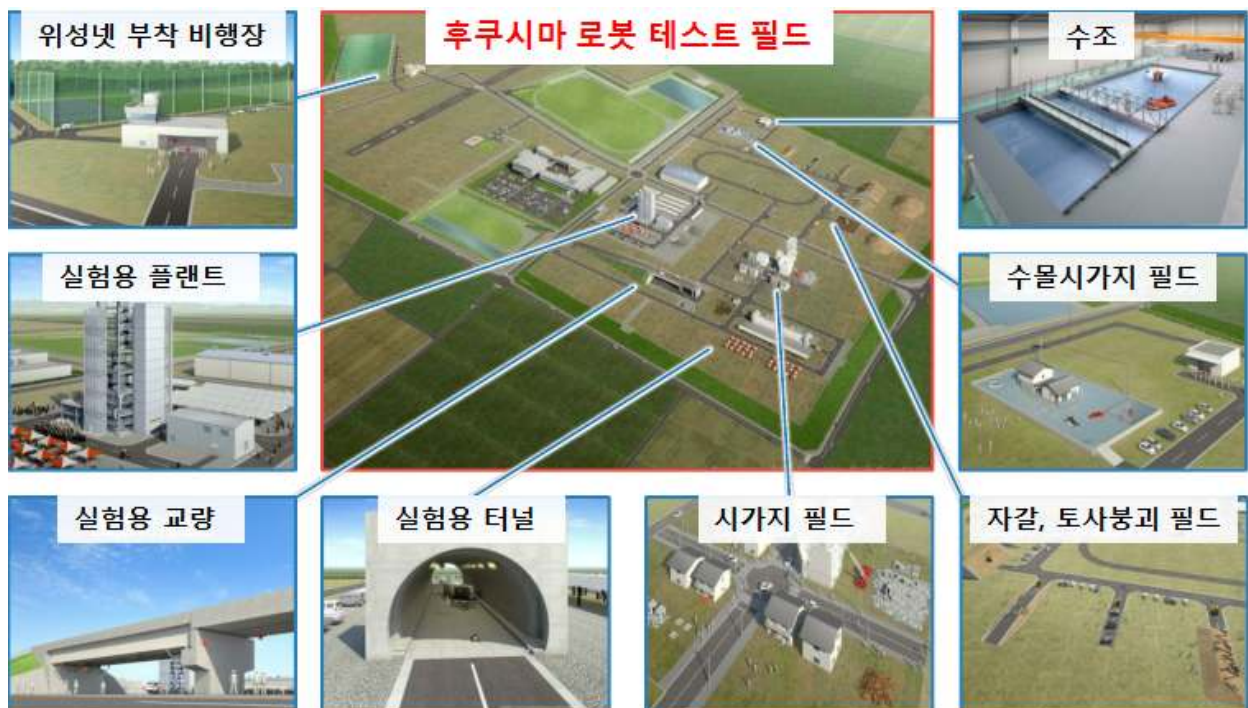 위성넷 부착 비행장
후쿠시마 로봇 테스트 필드
수조
실험용 플랜트
수몰시가지 필드
실험용 교량
실험용 터널
시가지 필드
자갈, 토사붕괴 필드